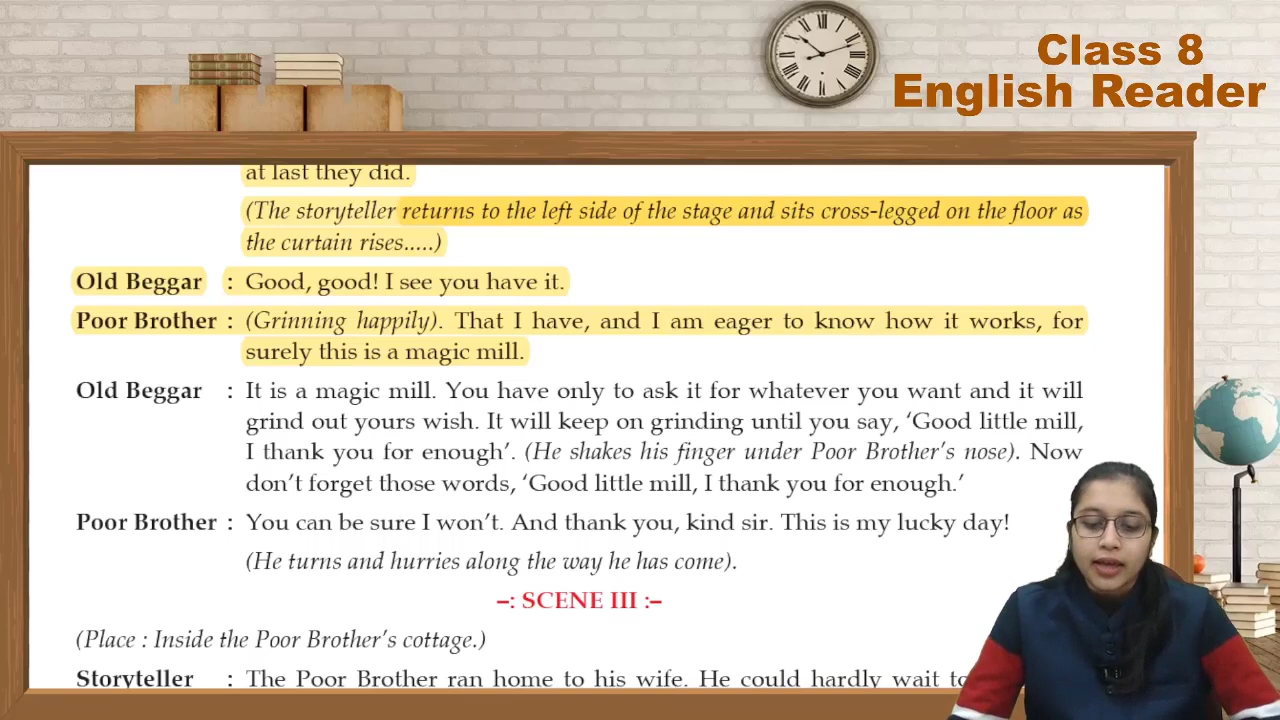 Class 8
English Reader
at last they did.
(The storyteller returns to the left side of the stage and sits cross-legged on the floor as
the curtain rises.....)
Old Beggar : Good, good! I see you have it.
Poor Brother : (Grinning happily). That I have, and I am eager to know how it works, for
surely this is a magic mill.
Old Beggar : It is a magic mill. You have only to ask it for whatever you want and it will
grind out yours wish. It will keep on grinding until you say, ‘Good little mill,
I thank you for enough’. (He shakes his finger under Poor Brother’s nose). Now
don’t forget those words, ‘Good little mill, I thank you for enough.’
Poor Brother : You can be sure I won’t. And thank you, kind sir. This is my lucky day!
(He turns and hurries along the way he has come).
–: SCENE III :–
(Place : Inside the Poor Brother’s cottage.)
Storyteller : The Poor Brother ran home to his wife. He could hardly wait to